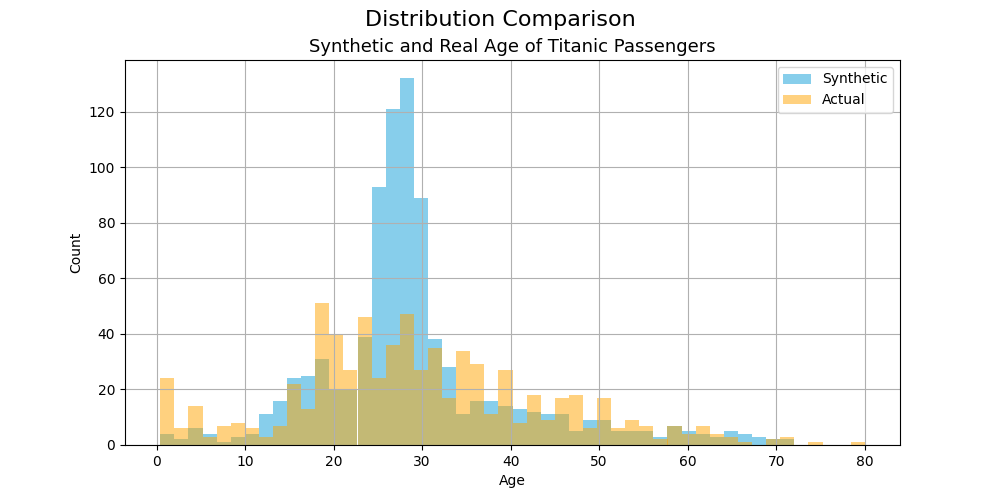 Distribution Comparison
Synthetic and Real Age of Titanic Passengers
Synthetic
Actual
120
100
80
60
40
20
0
Count
0 10 20 30 40 50 60 70 80
Age